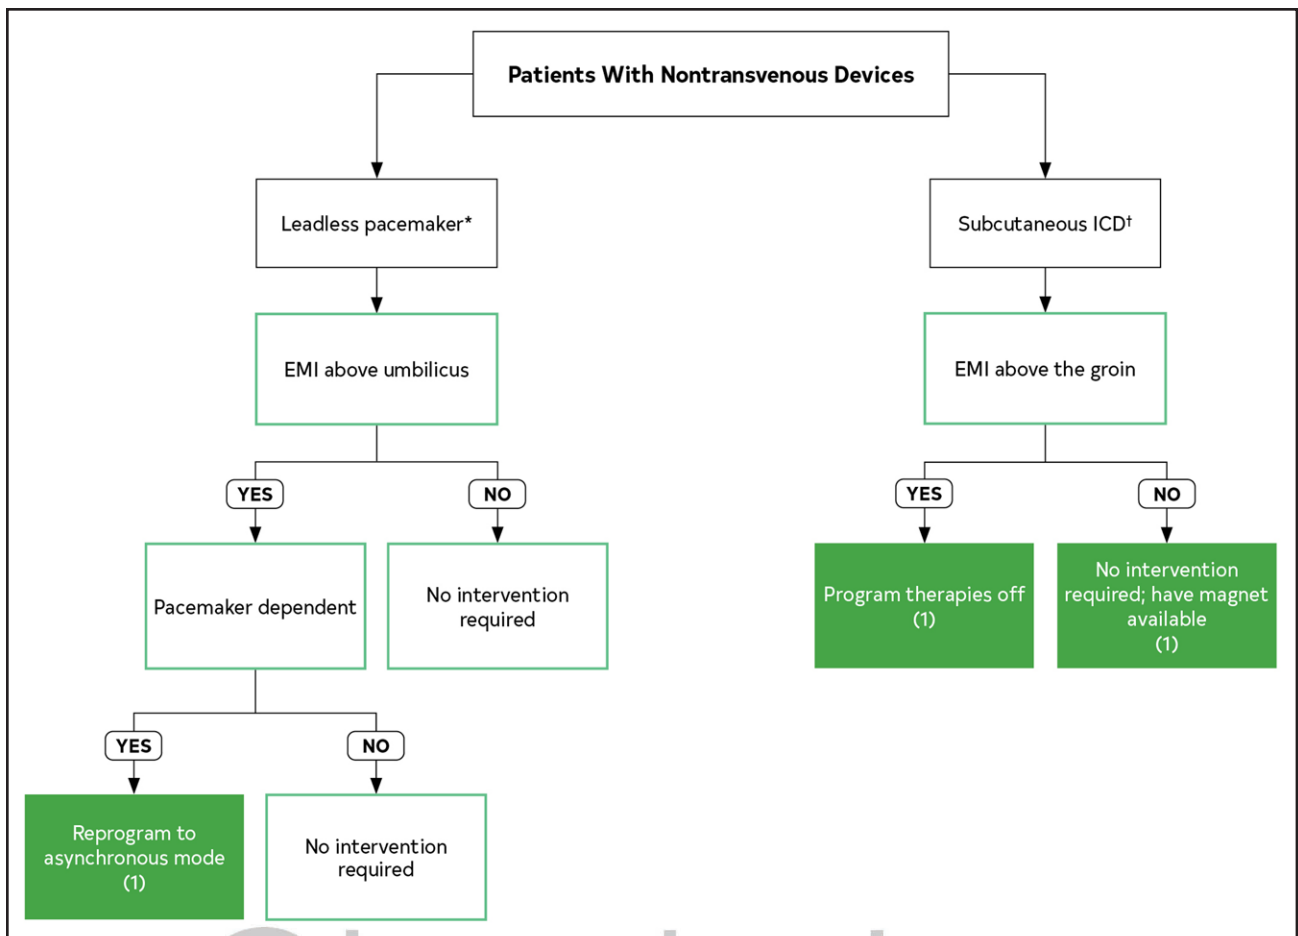 Patients With Nontransvenous Devices
Leadless pacemaker*
Subcutaneous ICD†
EMI above umbilicus
EMI above the groin
YES
NO
YES
NO
Pacemaker dependent
No intervention
required
Program therapies off
(1)
No intervention
required; have magnet
available
(1)
YES
NO
Reprogram to
asynchronous mode
(1)
No intervention
required